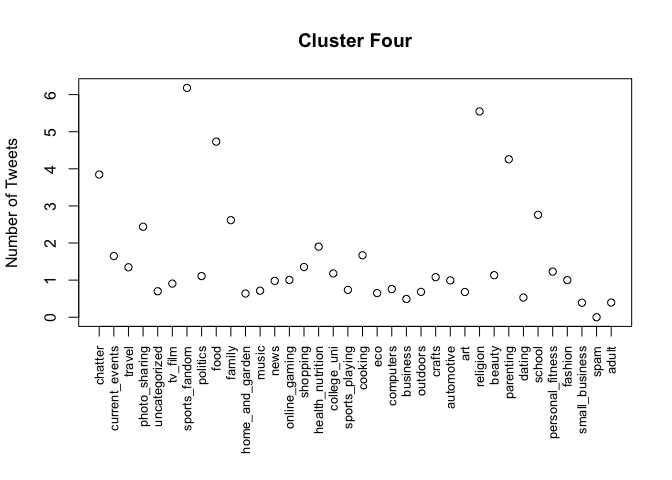 Cluster Four
Number of Tweets
6
5
4
3
2
1
0
chatter
current_events
travel
photo_sharing
uncategorized
tv_film
sports_fandom
politics
food
family
home_and_garden
music
news
online_gaming
shopping
health_nutrition
college_uni
sports_playing
cooking
eco
computers
business
outdoors
crafts
automotive
art
religion
beauty
parenting
dating
school
personal_fitness
fashion
small_business
spam
adult